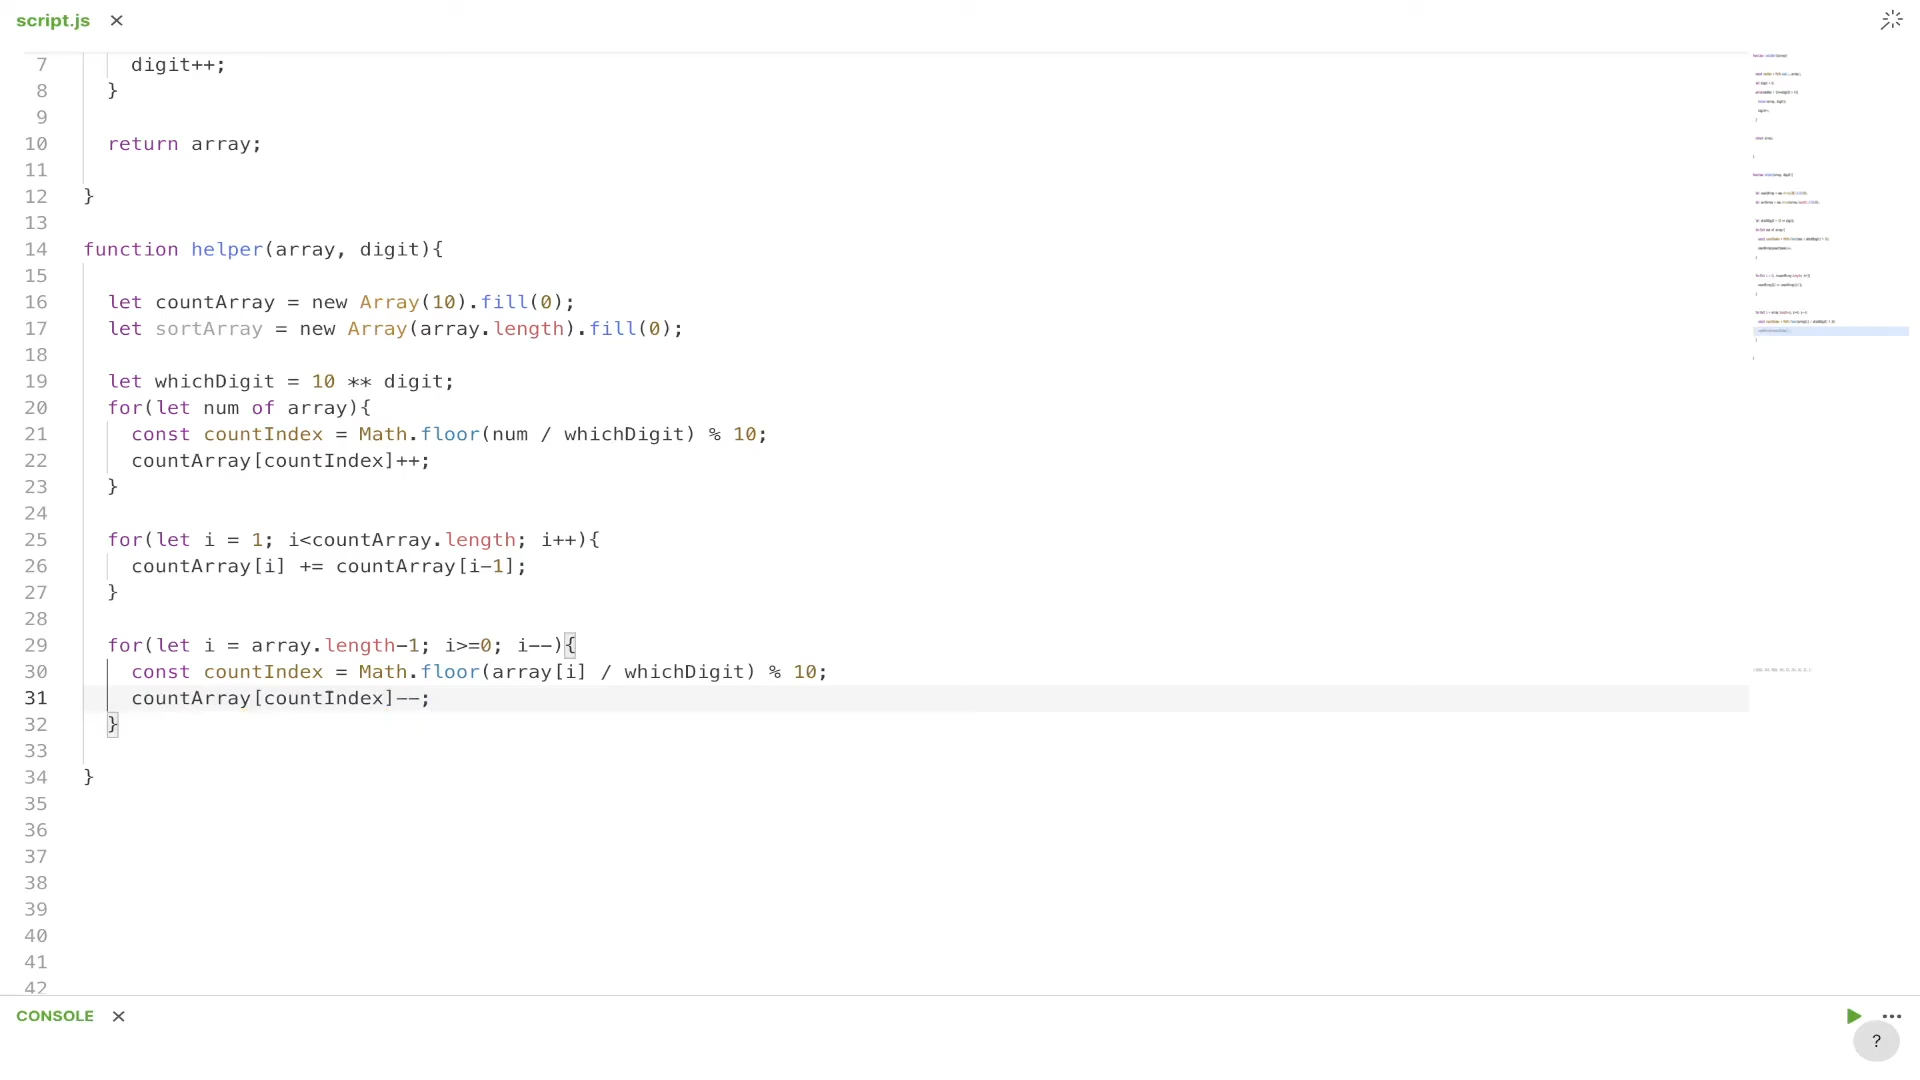 script.js ✕
7 digit++;
8 }
9
10 return array;
11
12 }
13
14 function helper(array, digit){
15
16 let countArray = new Array(10).fill(0);
17 let sortArray = new Array(array.length).fill(0);
18
19 let whichDigit = 10 ** digit;
20 for(let num of array){
21 const countIndex = Math.floor(num / whichDigit) % 10;
22 countArray[countIndex]++;
23 }
24
25 for(let i = 1; i<countArray.length; i++){
26 countArray[i] += countArray[i-1];
27 }
28
29 for(let i = array.length-1; i>=0; i--){
30 const countIndex = Math.floor(array[i] / whichDigit) % 10;
31 countArray[countIndex]--;
32 }
33
34 }
35
36
37
38
39
40
41
42
CONSOLE ✕
?